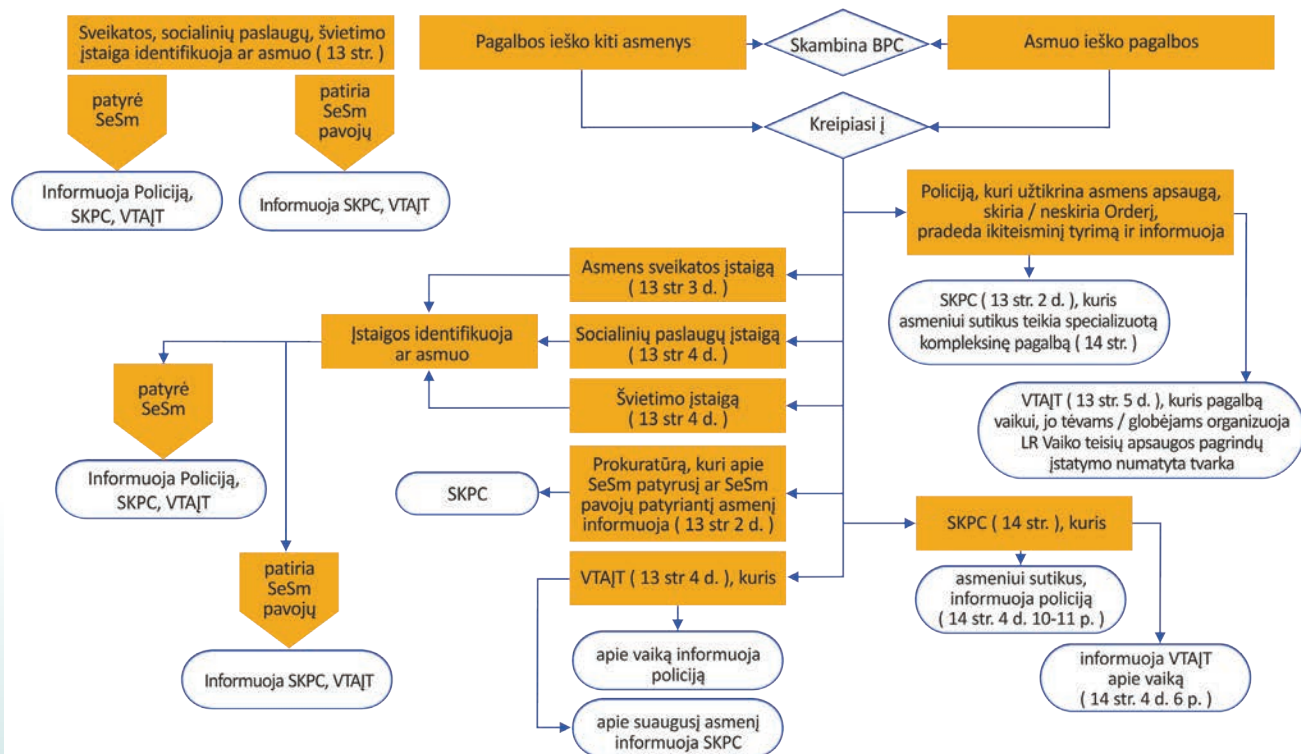 Sveikatos, socialinių paslaugų, švietimo
įstaiga identifikuoja ar asmuo ( 13 str. )
patyrė
SeSm
patiria
SeSm
pavojų
Informuoja Policiją,
SKPC, VTAĮT
Informuoja SKPC, VTAĮT
Pagalbos ieško kiti asmenys
Skambina BPC
Asmuo ieško pagalbos
Kreipiasi į
Policiją, kuri užtikrina asmens apsaugą,
skiria / neskiria Orderį,
pradeda ikiteisminį tyrimą ir informuoja
SKPC ( 13 str. 2 d. ), kuris
asmeniui sutikus teikia specializuotą
kompleksinę pagalbą ( 14 str. )
VTAĮT ( 13 str. 5 d. ), kuris pagalbą
vaikui, jo tėvams / globėjams organizuoja
LR Vaiko teisių apsaugos pagrindų
įstatymo numatyta tvarka
Asmens sveikatos įstaigą
( 13 str 3 d. )
Socialinių paslaugų įstaigą
( 13 str 4 d. )
Švietimo įstaigą
( 13 str 4 d. )
Įstaigos identifikuoja
ar asmuo
patyrė
SeSm
Informuoja Policiją,
SKPC, VTAĮT
patiria
SeSm
pavojų
Informuoja SKPC, VTAĮT
Prokuratūrą, kuri apie
SeSm patyrusį ar SeSm
pavojų patyriantį asmenį
informuoja ( 13 str 2 d. )
SKPC
VTAĮT ( 13 str 4 d. ), kuris
apie vaiką informuoja
policiją
apie suaugusį asmenį
informuoja SKPC
SKPC ( 14 str. ), kuris
asmeniui sutikus,
informuoja policiją
( 14 str. 4 d. 10-11 p. )
informuoja VTAĮT
apie vaiką
( 14 str. 4 d. 6 p. )